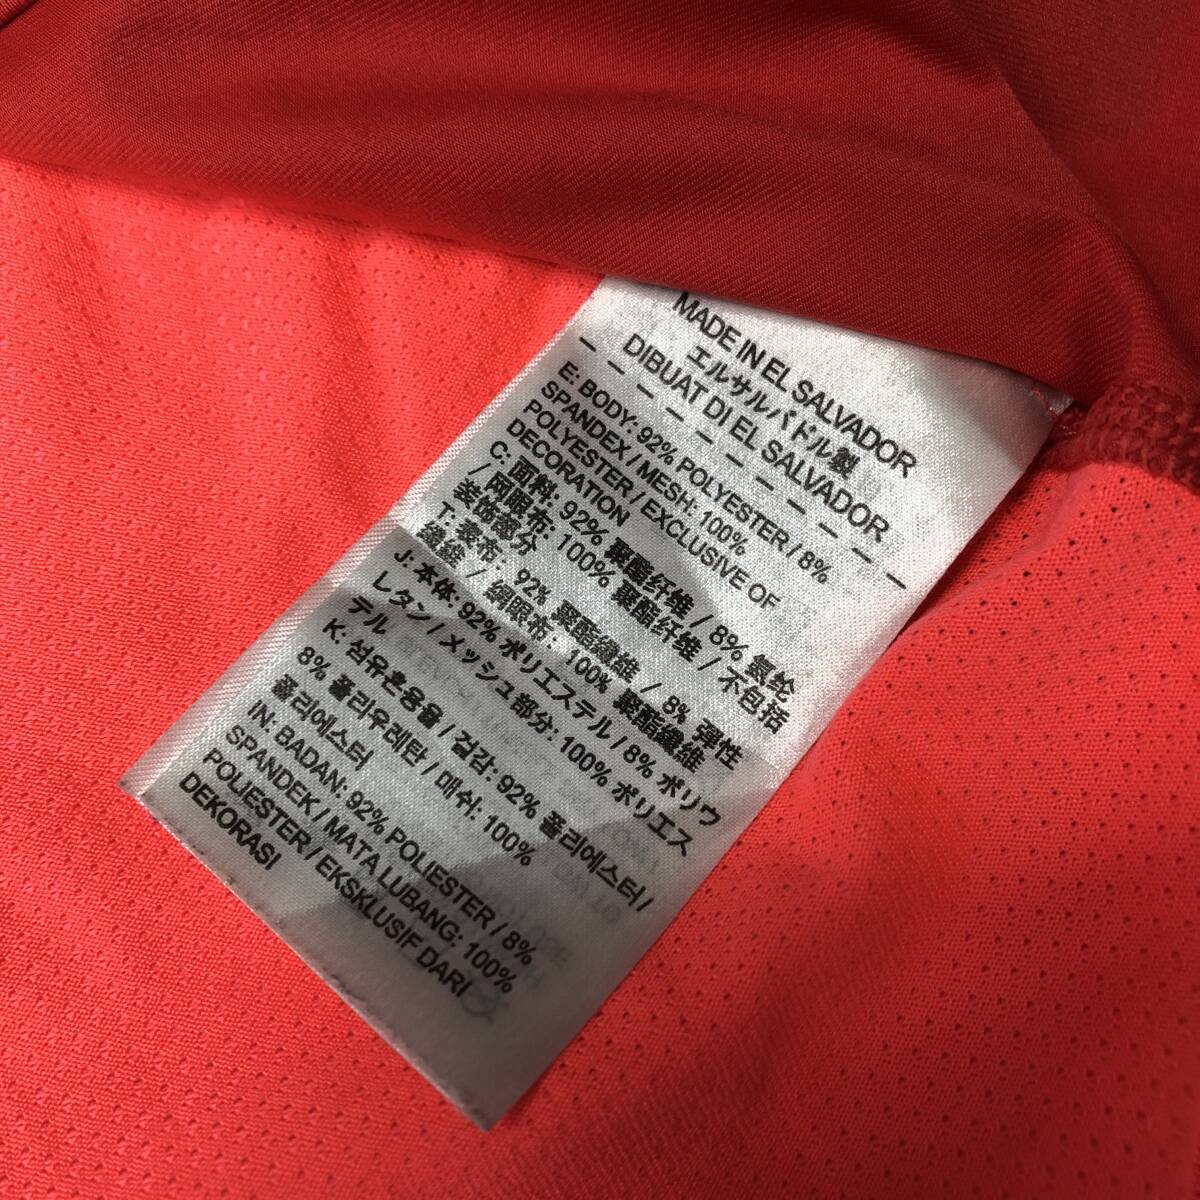 MADE IN EL SALVADOR
エルサルバドル製
DIBUAT DI EL SALVADOR
E: BODY: 92% POLYESTER / 8%
SPANDEX / MESH: 100%
POLYESTER / EXCLUSIVE OF
DECORATION
C: 面料: 92% 聚酯纤维 / 8% 氨纶
/ 网眼布: 100% 聚酯纤维 / 不包括
装饰部分
T: 表布: 92% 聚酯纖維 / 8% 彈性
纖維 / 網眼布: 100% 聚酯纖維
J: 本体: 92% ポリエステル / 8% ポリウ
レタン / メッシュ部分: 100% ポリエス
テル
K: 섬유혼용율 / 겉감: 92% 폴리에스터 /
8% 폴리우레탄 / 매쉬: 100%
폴리에스터
IN: BADAN: 92% POLIESTER / 8%
SPANDEK / MATA LUBANG: 100%
POLIESTER / EKSKLUSIF DARI
DEKORASI